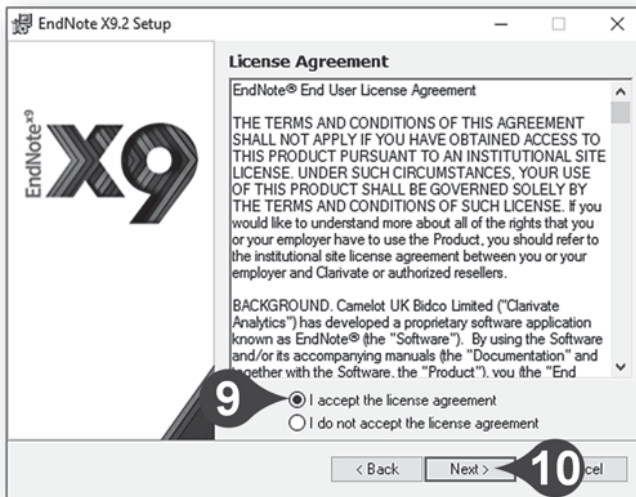 EndNote X9.2 Setup
EndNote x9
X9
License Agreement
EndNote® End User License Agreement
THE TERMS AND CONDITIONS OF THIS AGREEMENT
SHALL NOT APPLY IF YOU HAVE OBTAINED ACCESS TO
THIS PRODUCT PURSUANT TO AN INSTITUTIONAL SITE
LICENSE. UNDER SUCH CIRCUMSTANCES, YOUR USE
OF THIS PRODUCT SHALL BE GOVERNED SOLELY BY
THE TERMS AND CONDITIONS OF SUCH LICENSE. If you
would like to understand more about all of the rights that you
or your employer have to use the Product, you should refer to
the institutional site license agreement between you or your
employer and Clarivate or authorized resellers.
BACKGROUND. Camelot UK Bidco Limited ("Clarivate
Analytics") has developed a proprietary software application
known as EndNote® (the "Software"). By using the Software
and/or its accompanying manuals (the "Documentation" and
together with the Software, the "Product"), you (the "End
9
I accept the license agreement
I do not accept the license agreement
< Back
Next >
10
cel